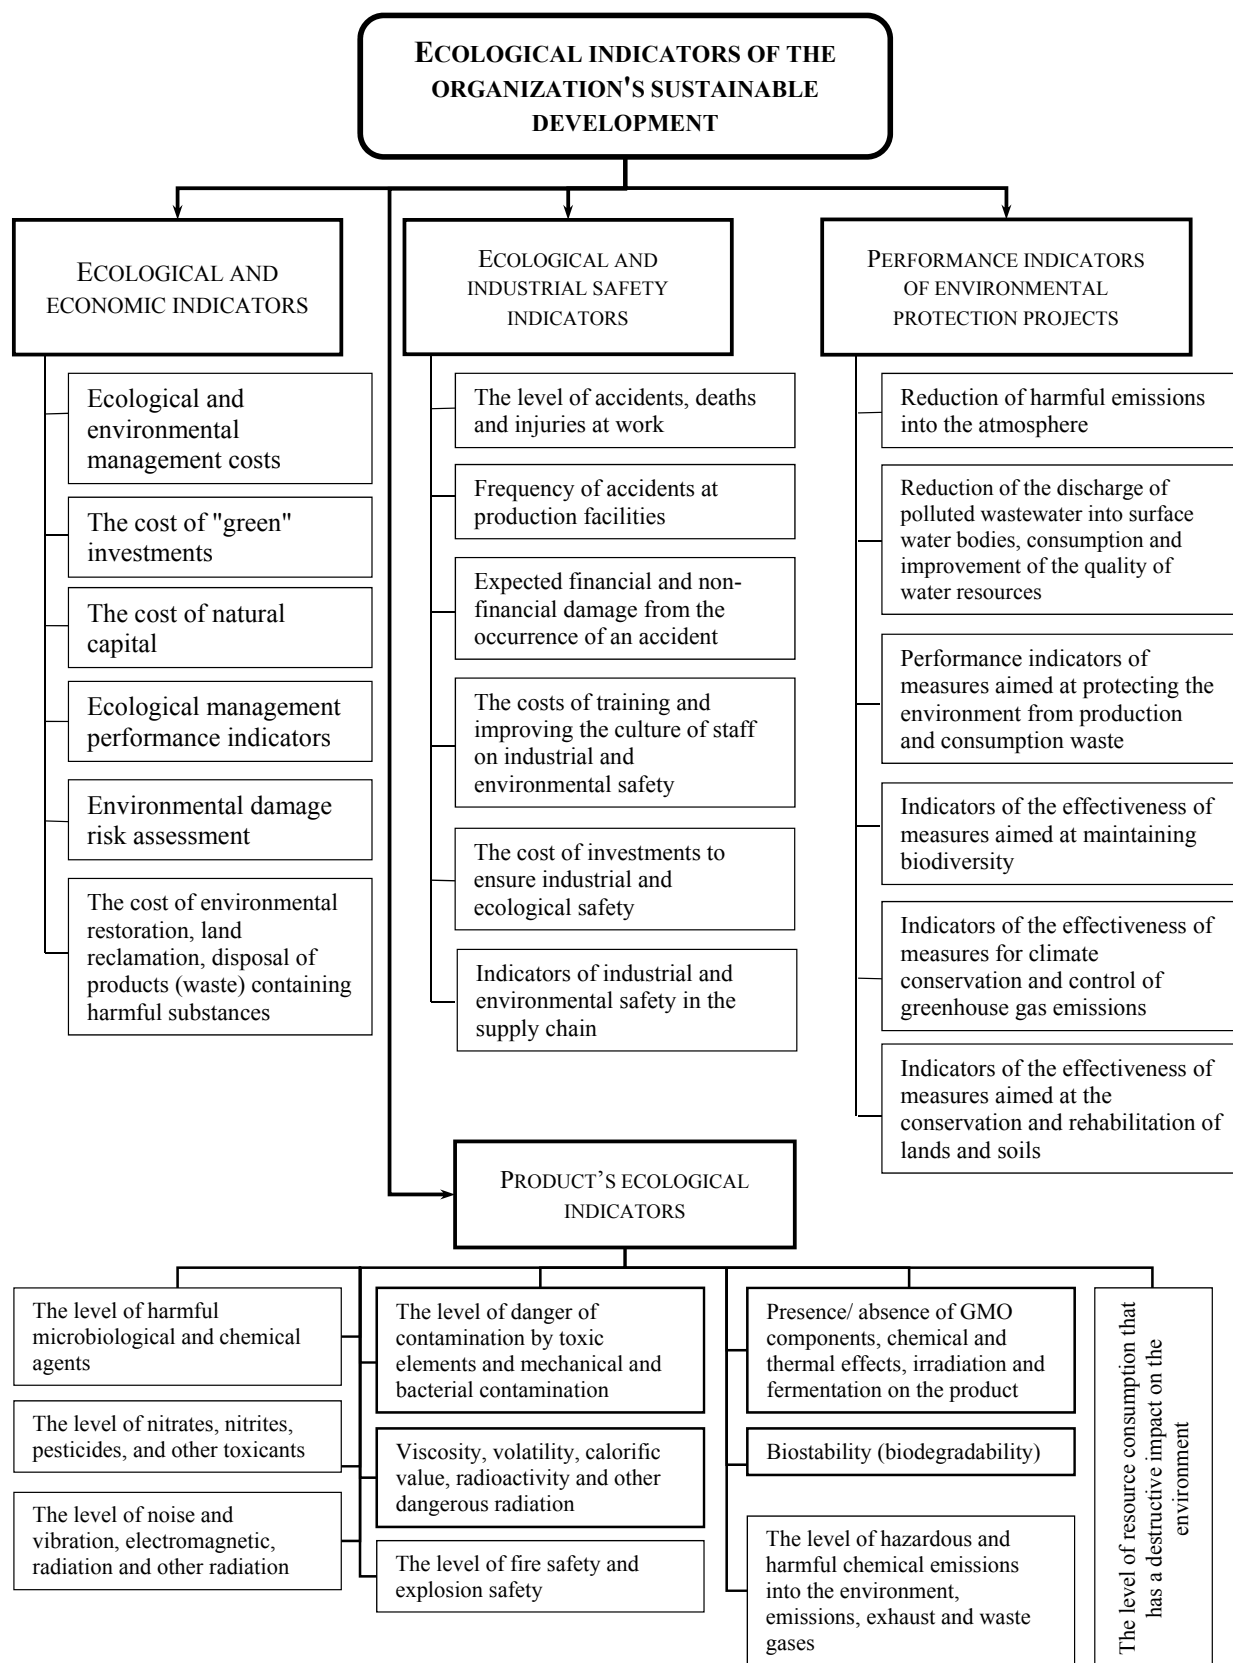 ECOLOGICAL INDICATORS OF THE
ORGANIZATION'S SUSTAINABLE
DEVELOPMENT
ECOLOGICAL AND
ECONOMIC INDICATORS
Ecological and
environmental
management costs
The cost of "green"
investments
The cost of natural
capital
Ecological management
performance indicators
Environmental damage
risk assessment
The cost of environmental
restoration, land
reclamation, disposal of
products (waste) containing
harmful substances
ECOLOGICAL AND
INDUSTRIAL SAFETY
INDICATORS
The level of accidents, deaths
and injuries at work
Frequency of accidents at
production facilities
Expected financial and non-
financial damage from the
occurrence of an accident
The costs of training and
improving the culture of staff
on industrial and
environmental safety
The cost of investments to
ensure industrial and
ecological safety
Indicators of industrial and
environmental safety in the
supply chain
PERFORMANCE INDICATORS
OF ENVIRONMENTAL
PROTECTION PROJECTS
Reduction of harmful emissions
into the atmosphere
Reduction of the discharge of
polluted wastewater into surface
water bodies, consumption and
improvement of the quality of
water resources
Performance indicators of
measures aimed at protecting the
environment from production
and consumption waste
Indicators of the effectiveness of
measures aimed at maintaining
biodiversity
Indicators of the effectiveness of
measures for climate
conservation and control of
greenhouse gas emissions
Indicators of the effectiveness of
measures aimed at the
conservation and rehabilitation of
lands and soils
PRODUCT’S ECOLOGICAL
INDICATORS
The level of harmful
microbiological and chemical
agents
The level of nitrates, nitrites,
pesticides, and other toxicants
The level of noise and
vibration, electromagnetic,
radiation and other radiation
The level of danger of
contamination by toxic
elements and mechanical and
bacterial contamination
Viscosity, volatility, calorific
value, radioactivity and other
dangerous radiation
The level of fire safety and
explosion safety
Presence/ absence of GMO
components, chemical and
thermal effects, irradiation and
fermentation on the product
Biostability (biodegradability)
The level of hazardous and
harmful chemical emissions
into the environment,
emissions, exhaust and waste
gases
The level of resource consumption that
has a destructive impact on the
environment